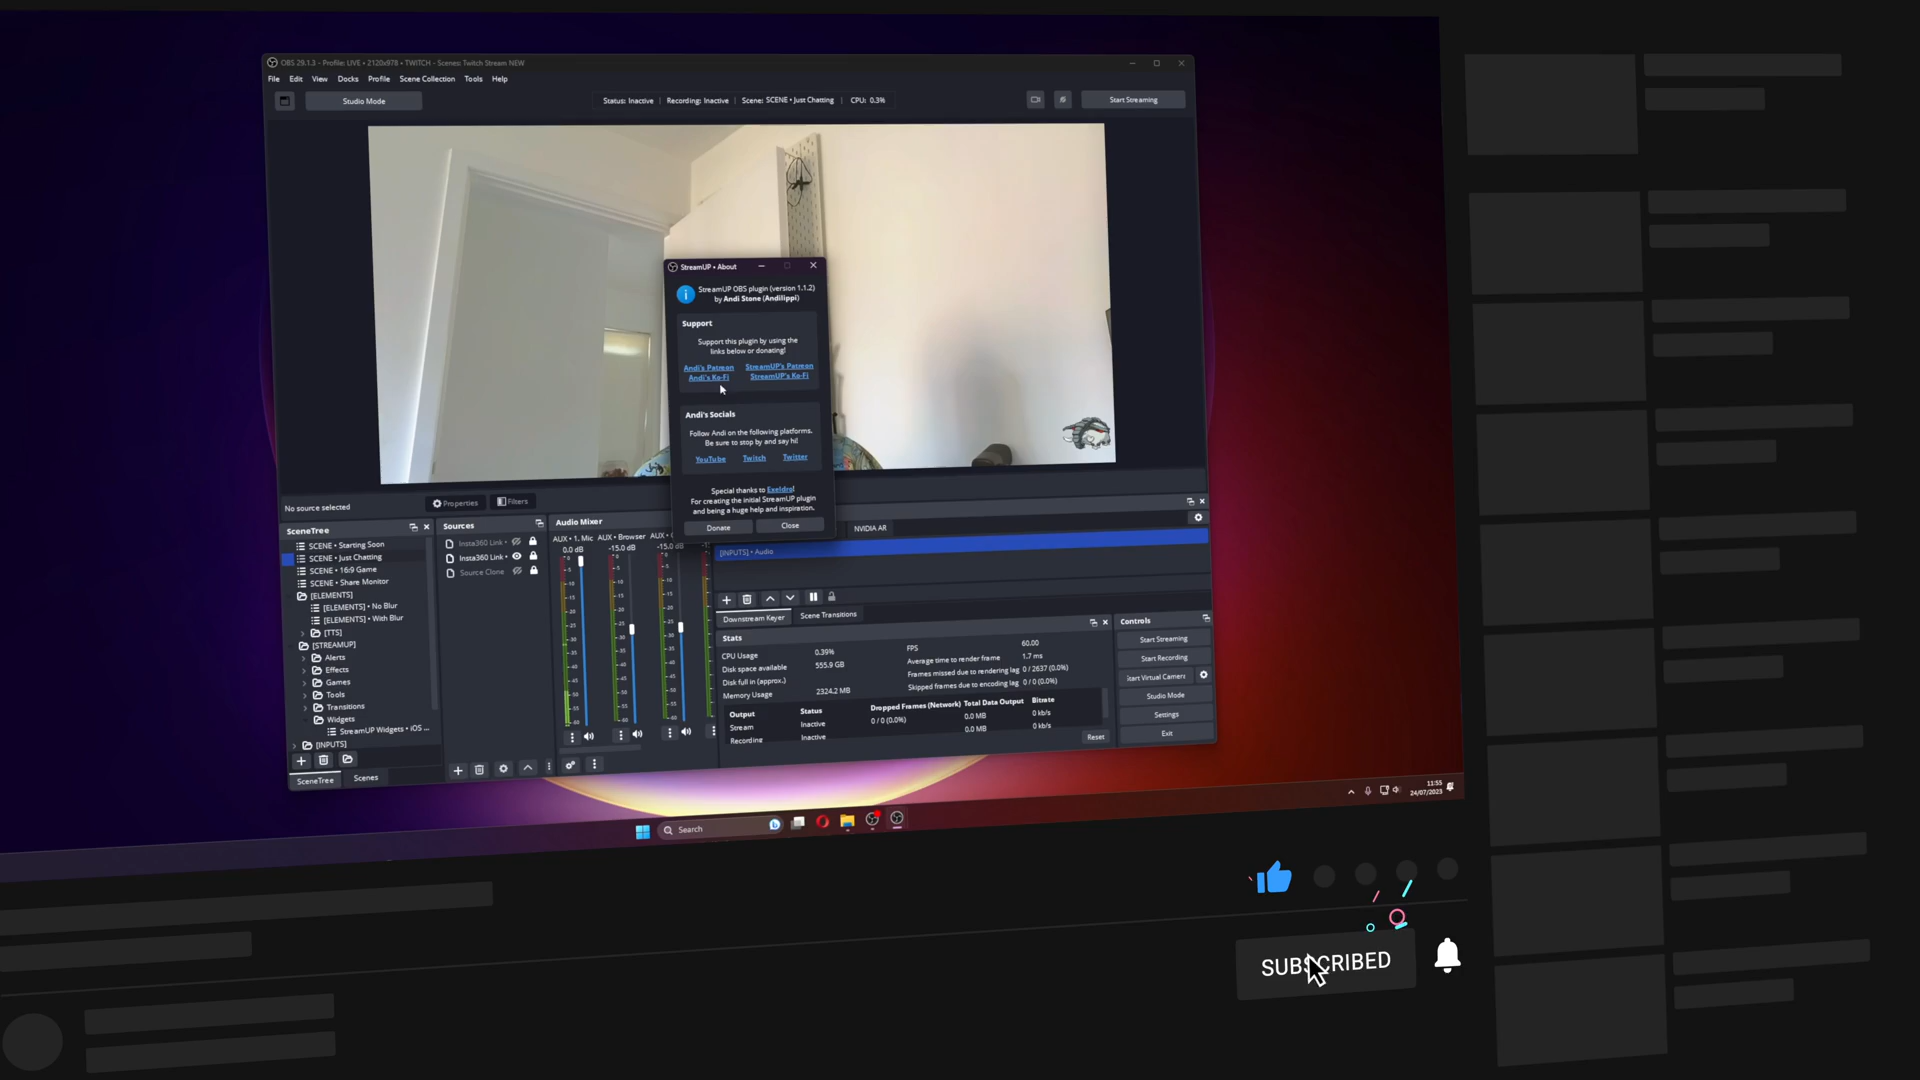 OBS 29.1.3 - Profile: LIVE • 2120x978 • TWITCH - Scenes: Twitch Stream NEW
File Edit View Docks Profile Scene Collection Tools Help
Studio Mode
Status: Inactive | Recording: Inactive | Scene: SCENE • Just Chatting | CPU: 0.3%
Start Streaming
StreamUP • About
StreamUP OBS plugin (version 1.1.2)
by Andi Stone (Andilippi)
Support
Support this plugin by using the
links below or donating!
Andi's Patreon StreamUP's Patreon
Andi's Ko-Fi StreamUP's Ko-Fi
Andi's Socials
Follow Andi on the following platforms.
Be sure to stop by and say hi!
YouTube Twitch Twitter
Special thanks to Exeldro!
For creating the initial StreamUP plugin
and being a huge help and inspiration.
Donate Close
No source selected
Properties Filters
SceneTree
SCENE • Starting Soon
SCENE • Just Chatting
SCENE • 16:9 Game
SCENE • Share Monitor
[ELEMENTS]
[ELEMENTS] • No Blur
[ELEMENTS] • With Blur
[TTS]
[STREAMUP]
Alerts
Effects
Games
Tools
Transitions
Widgets
StreamUP Widgets • iOS ...
[INPUTS]
SceneTree Scenes
Sources
Insta360 Link •
Insta360 Link •
Source Clone
Audio Mixer
AUX • 1. Mic AUX • Browser AUX •
0.0 dB -15.0 dB -15.0 dB
NVIDIA AR
[INPUTS] • Audio
Downstream Keyer Scene Transitions
Stats
CPU Usage 0.39%
Disk space available 555.9 GB
Disk full in (approx.)
Memory Usage 2324.2 MB
FPS 60.00
Average time to render frame 1.7 ms
Frames missed due to rendering lag 0 / 2637 (0.0%)
Skipped frames due to encoding lag 0 / 0 (0.0%)
Output Status Dropped Frames (Network) Total Data Output Bitrate
Stream Inactive 0 / 0 (0.0%) 0.0 MB 0 kb/s
Recording Inactive 0.0 MB 0 kb/s
Reset
Controls
Start Streaming
Start Recording
Start Virtual Camera
Studio Mode
Settings
Exit
Search
11:55
24/07/2023
SUBSCRIBED